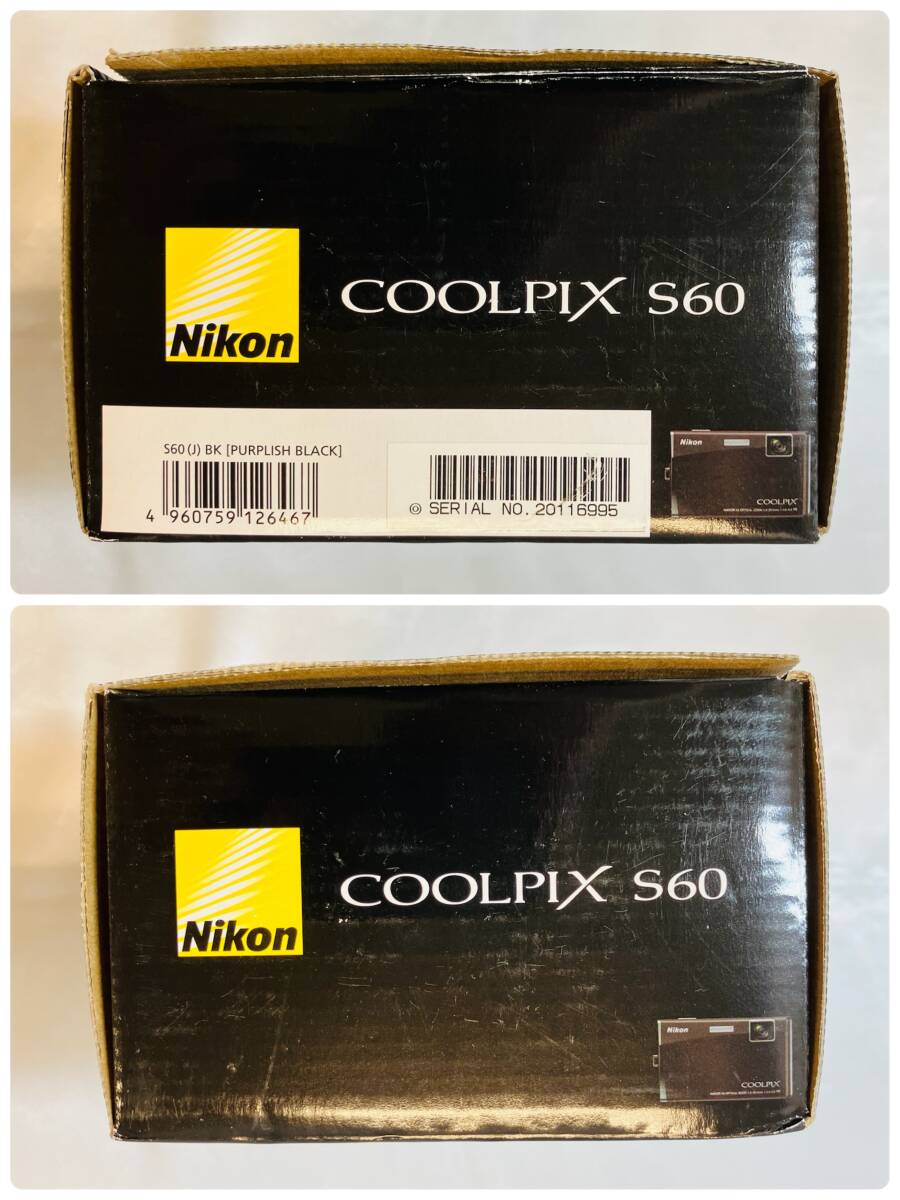 Nikon
COOLPIX S60
S60 (J) BK [PURPLISH BLACK]
4 960759 126467
SERIAL NO. 20116995
Nikon
COOLPIX
Nikon
COOLPIX S60
Nikon
COOLPIX